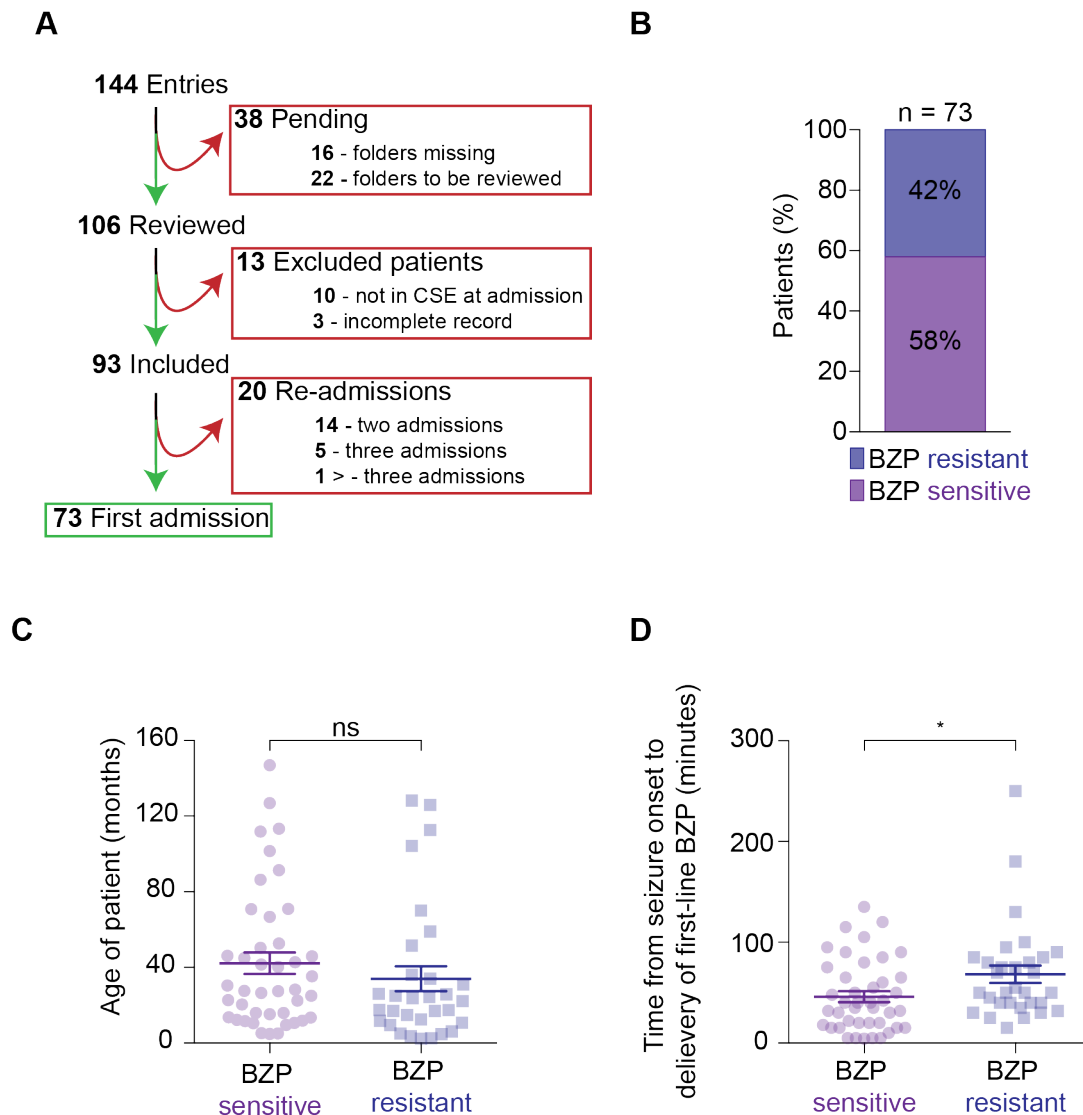 A
144 Entries
38 Pending
16 - folders missing
22 - folders to be reviewed
106 Reviewed
13 Excluded patients
10 - not in CSE at admission
3 - incomplete record
93 Included
20 Re-admissions
14 - two admissions
5 - three admissions
1 > - three admissions
73 First admission
B
n = 73
Patients (%)
100
80
60
40
20
0
42%
58%
BZP resistant
BZP sensitive
C
Age of patient (months)
160
120
80
40
0
ns
BZP
sensitive
BZP
resistant
D
Time from seizure onset to
delievery of first-line BZP (minutes)
300
200
100
0
*
BZP
sensitive
BZP
resistant